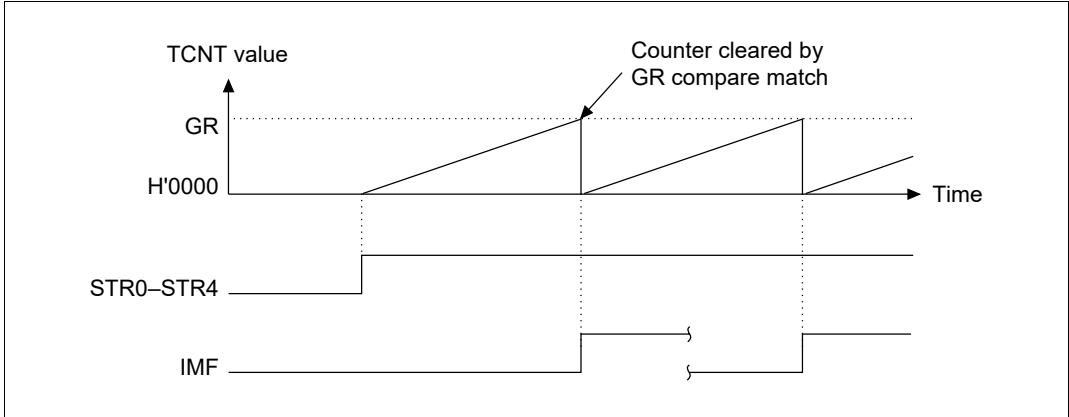 TCNT value
Counter cleared by
GR compare match
GR
H'0000
Time
STR0–STR4
IMF